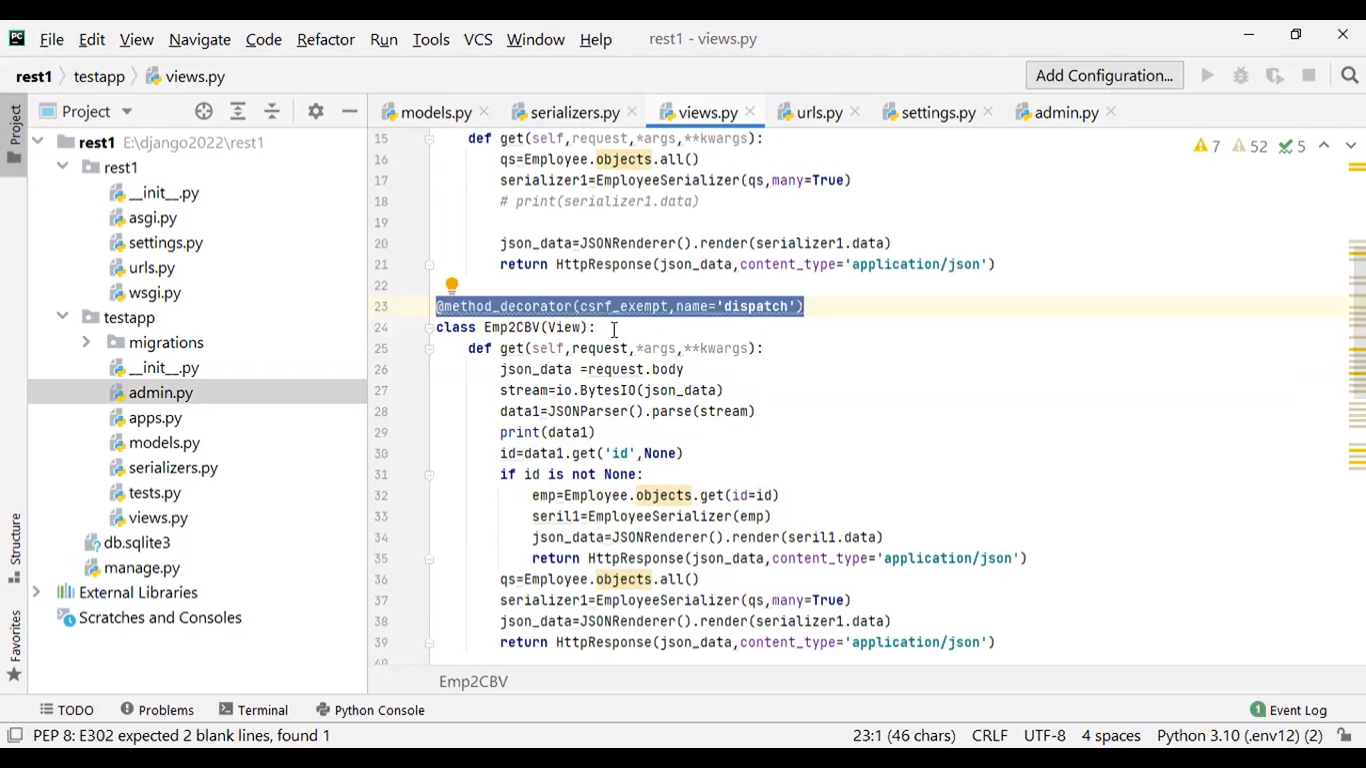 File Edit View Navigate Code Refactor Run Tools VCS Window Help rest1 - views.py
rest1 testapp views.py Add Configuration...
Project
models.py serializers.py views.py urls.py settings.py admin.py
Project
rest1 E:\django2022\rest1
rest1
__init__.py
asgi.py
settings.py
urls.py
wsgi.py
testapp
migrations
__init__.py
admin.py
apps.py
models.py
serializers.py
tests.py
views.py
db.sqlite3
manage.py
External Libraries
Scratches and Consoles
Structure
Favorites
7 52 5
15 def get(self,request,*args,**kwargs):
16 qs=Employee.objects.all()
17 serializer1=EmployeeSerializer(qs,many=True)
18 # print(serializer1.data)
19
20 json_data=JSONRenderer().render(serializer1.data)
21 return HttpResponse(json_data,content_type='application/json')
22
23 @method_decorator(csrf_exempt,name='dispatch')
24 class Emp2CBV(View):
25 def get(self,request,*args,**kwargs):
26 json_data =request.body
27 stream=io.BytesIO(json_data)
28 data1=JSONParser().parse(stream)
29 print(data1)
30 id=data1.get('id',None)
31 if id is not None:
32 emp=Employee.objects.get(id=id)
33 seril1=EmployeeSerializer(emp)
34 json_data=JSONRenderer().render(seril1.data)
35 return HttpResponse(json_data,content_type='application/json')
36 qs=Employee.objects.all()
37 serializer1=EmployeeSerializer(qs,many=True)
38 json_data=JSONRenderer().render(serializer1.data)
39 return HttpResponse(json_data,content_type='application/json')
40
Emp2CBV
TODO Problems Terminal Python Console 1 Event Log
PEP 8: E302 expected 2 blank lines, found 1 23:1 (46 chars) CRLF UTF-8 4 spaces Python 3.10 (.env12) (2)